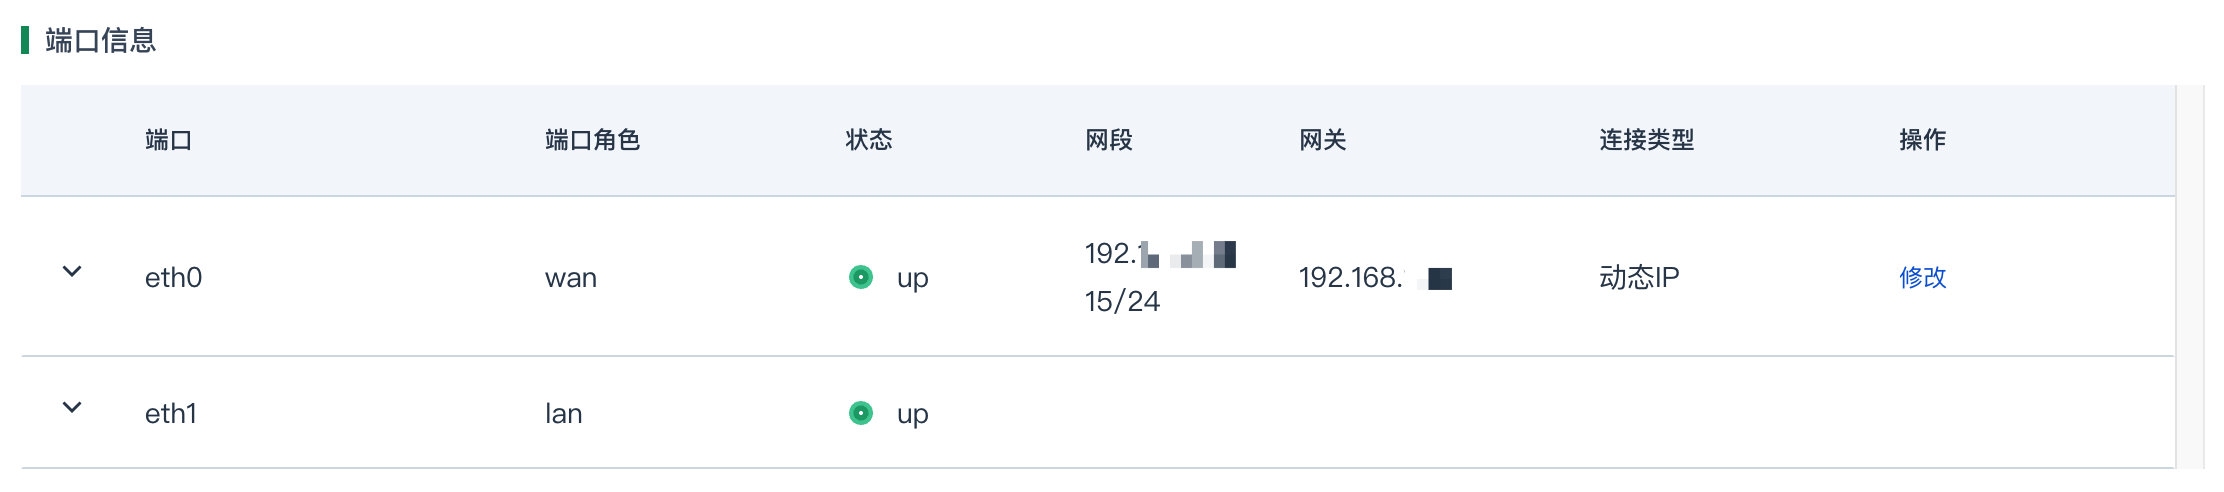 端口信息
端口 端口角色 状态 网段 网关 连接类型 操作
eth0 wan up 192. 15/24 192.168. 动态IP 修改
eth1 lan up